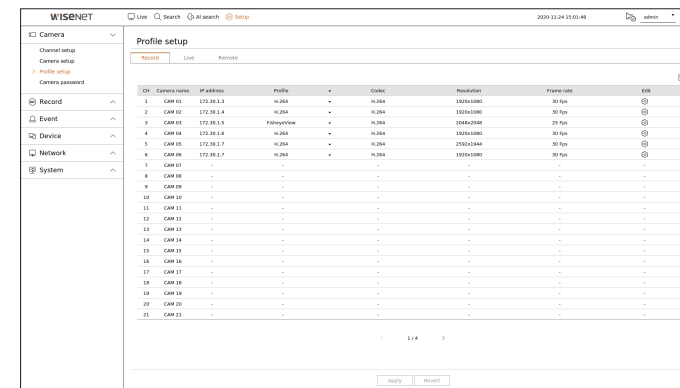 WISENET
Live Search AI search Setup 2020-11-24 15:01:48 admin
Camera
Channel setup
Camera setup
Profile setup
Camera password
Record
Event
Device
Network
System
Profile setup
Record Live Remote
CH Camera name IP address Profile Codec Resolution Frame rate Edit
1 CAM 01 172.30.1.3 H.264 H.264 1920x1080 30 Fps
2 CAM 02 172.30.1.4 H.264 H.264 1920x1080 30 Fps
3 CAM 03 172.30.1.5 FisheyeView H.264 2048x2048 25 Fps
4 CAM 04 172.30.1.6 H.264 H.264 1920x1080 30 Fps
5 CAM 05 172.30.1.7 H.264 H.264 2592x1944 30 Fps
6 CAM 06 172.30.1.7 H.264 H.264 1920x1080 30 Fps
7 CAM 07 - - - - - -
8 CAM 08 - - - - - -
9 CAM 09 - - - - - -
10 CAM 10 - - - - - -
11 CAM 11 - - - - - -
12 CAM 12 - - - - - -
13 CAM 13 - - - - - -
14 CAM 14 - - - - - -
15 CAM 15 - - - - - -
16 CAM 16 - - - - - -
17 CAM 17 - - - - - -
18 CAM 18 - - - - - -
19 CAM 19 - - - - - -
20 CAM 20 - - - - - -
21 CAM 21 - - - - - -
< 1 / 4 >
Apply Revert